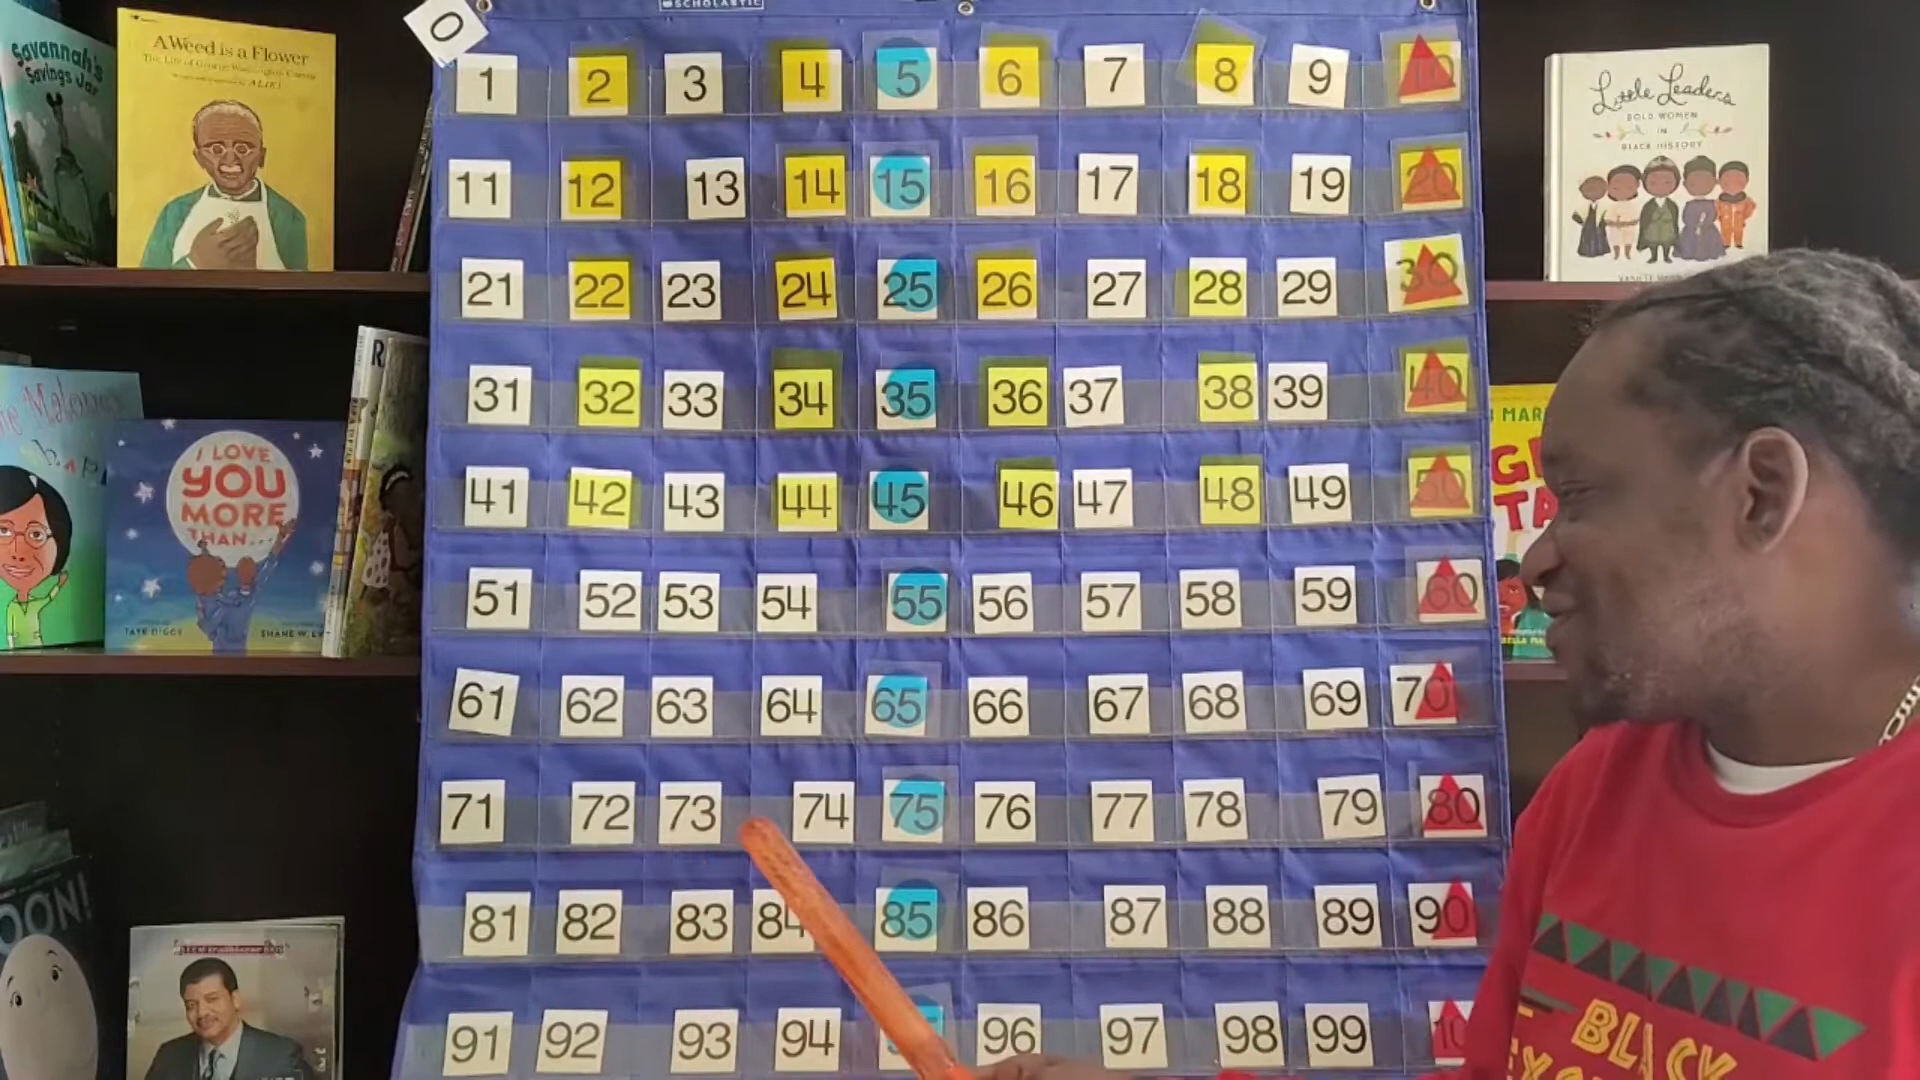 SCHOLASTIC
0
1 2 3 4 5 6 7 8 9 10
11 12 13 14 15 16 17 18 19 20
21 22 23 24 25 26 27 28 29 30
31 32 33 34 35 36 37 38 39 40
41 42 43 44 45 46 47 48 49 50
51 52 53 54 55 56 57 58 59 60
61 62 63 64 65 66 67 68 69 70
71 72 73 74 75 76 77 78 79 80
81 82 83 84 85 86 87 88 89 90
91 92 93 94 96 97 98 99
Savannah's
Savings Jar
A Weed is a Flower
The Life of George Washington Carver
ALIKI
I LOVE
YOU
MORE
THAN...
TAYE DIGGS
SHANE W.
Little Leaders
BOLD WOMEN
IN
BLACK HISTORY
BLACK